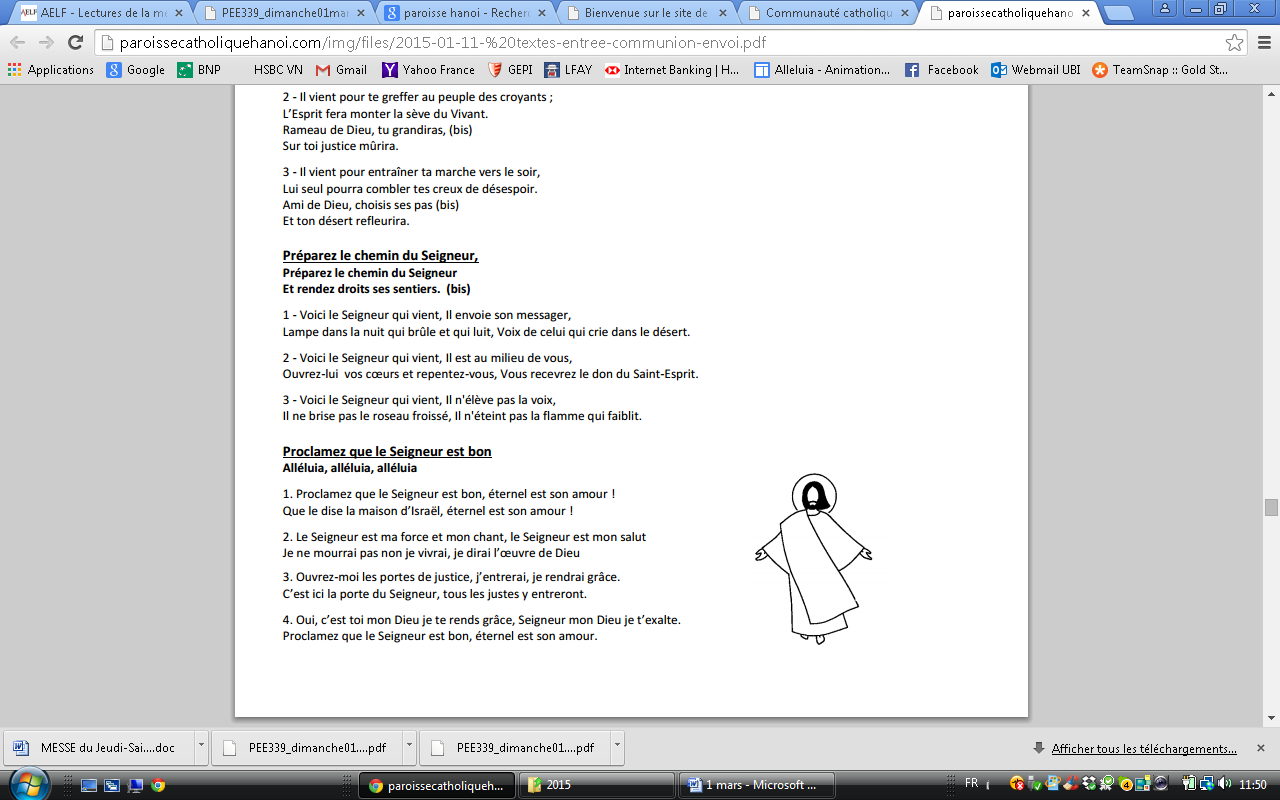 AELF - Lectures de la me
PEE339_dimanche01mar
paroisse hanoi - Recher
Bienvenue sur le site de
Communauté catholiqu
paroissecatholiquehano
paroissecatholiquehanoi.com/img/files/2015-01-11-%20textes-entree-communion-envoi.pdf
Applications
Google
BNP
HSBC VN
Gmail
Yahoo France
GEPI
LFAY
Internet Banking | H...
Alleluia - Animation...
Facebook
Webmail UBI
TeamSnap :: Gold St...
2 - Il vient pour te greffer au peuple des croyants ;
L'Esprit fera monter la sève du Vivant.
Rameau de Dieu, tu grandiras, (bis)
Sur toi justice mûrira.
3 - Il vient pour entraîner ta marche vers le soir,
Lui seul pourra combler tes creux de désespoir.
Ami de Dieu, choisis ses pas (bis)
Et ton désert refleurira.
Préparez le chemin du Seigneur,
Préparez le chemin du Seigneur
Et rendez droits ses sentiers. (bis)
1 - Voici le Seigneur qui vient, Il envoie son messager,
Lampe dans la nuit qui brûle et qui luit, Voix de celui qui crie dans le désert.
2 - Voici le Seigneur qui vient, Il est au milieu de vous,
Ouvrez-lui vos cœurs et repentez-vous, Vous recevrez le don du Saint-Esprit.
3 - Voici le Seigneur qui vient, Il n'élève pas la voix,
Il ne brise pas le roseau froissé, Il n'éteint pas la flamme qui faiblit.
Proclamez que le Seigneur est bon
Alléluia, alléluia, alléluia
1. Proclamez que le Seigneur est bon, éternel est son amour !
Que le dise la maison d'Israël, éternel est son amour !
2. Le Seigneur est ma force et mon chant, le Seigneur est mon salut
Je ne mourrai pas non je vivrai, je dirai l'œuvre de Dieu
3. Ouvrez-moi les portes de justice, j'entrerai, je rendrai grâce.
C'est ici la porte du Seigneur, tous les justes y entreront.
4. Oui, c'est toi mon Dieu je te rends grâce, Seigneur mon Dieu je t'exalte.
Proclamez que le Seigneur est bon, éternel est son amour.
MESSE du Jeudi-Sai....doc
PEE339_dimanche01....pdf
PEE339_dimanche01....pdf
Afficher tous les téléchargements...
paroissecatholiqueh...
2015
1 mars - Microsoft ...
FR
11:50